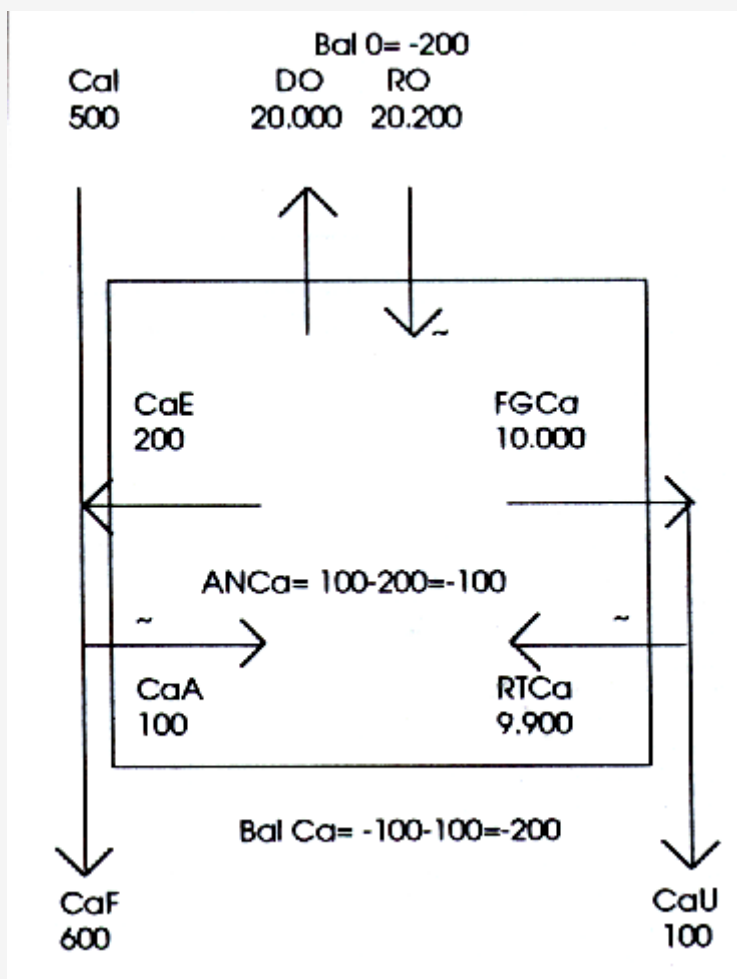 Bal 0= -200
CaI DO RO
500 20.000 20.200
~
CaE FGCa
200 10.000
ANCa= 100-200=-100
~ ~
CaA RTCa
100 9.900
Bal Ca= -100-100=-200
CaF CaU
600 100